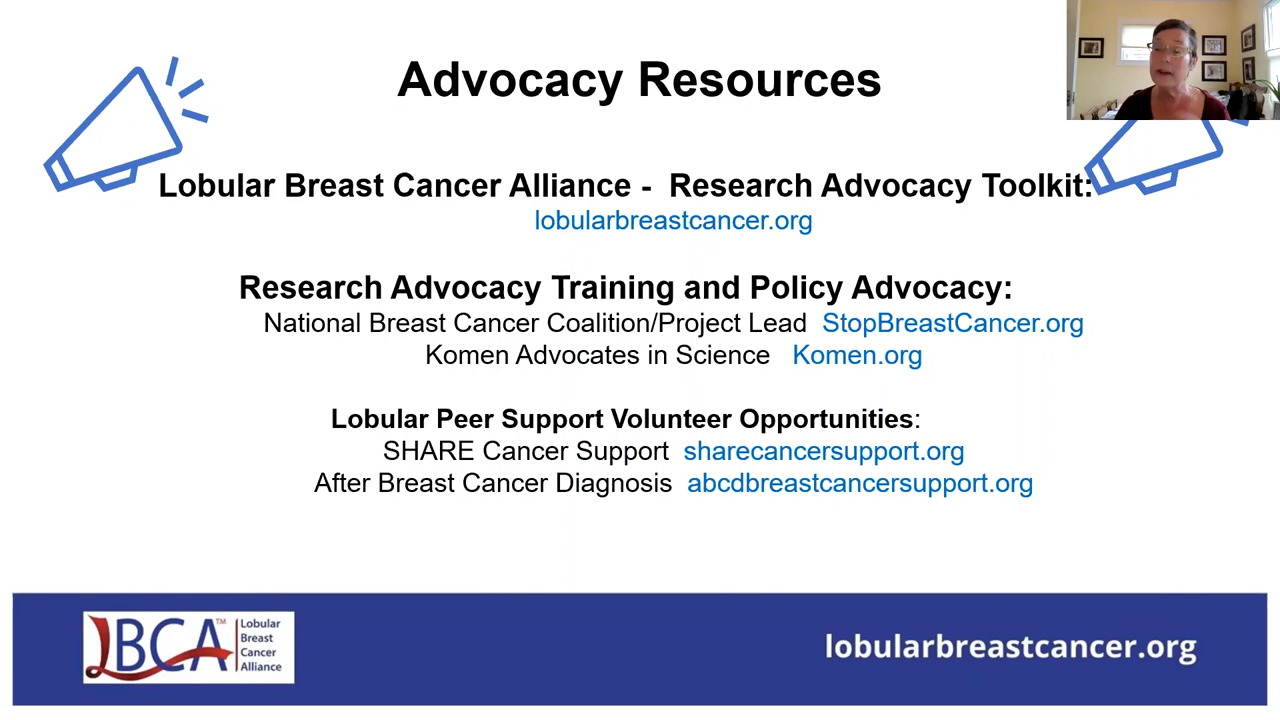 Advocacy Resources
Lobular Breast Cancer Alliance - Research Advocacy Toolkit:
lobularbreastcancer.org
Research Advocacy Training and Policy Advocacy:
National Breast Cancer Coalition/Project Lead StopBreastCancer.org
Komen Advocates in Science Komen.org
Lobular Peer Support Volunteer Opportunities:
SHARE Cancer Support sharecancersupport.org
After Breast Cancer Diagnosis abcdbreastcancersupport.org
LBCA™
Lobular
Breast
Cancer
Alliance
lobularbreastcancer.org